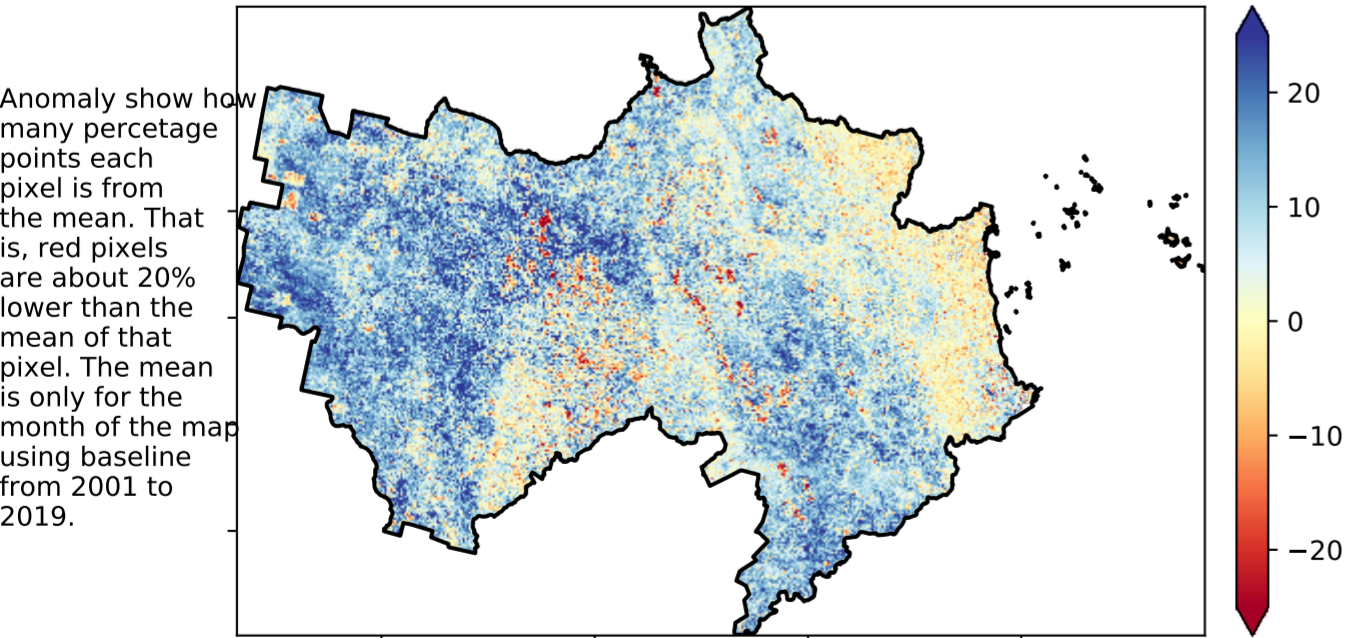 Anomaly show how
many percetage
points each
pixel is from
the mean. That
is, red pixels
are about 20%
lower than the
mean of that
pixel. The mean
is only for the
month of the map
using baseline
from 2001 to
2019.
20
10
0
−10
−20